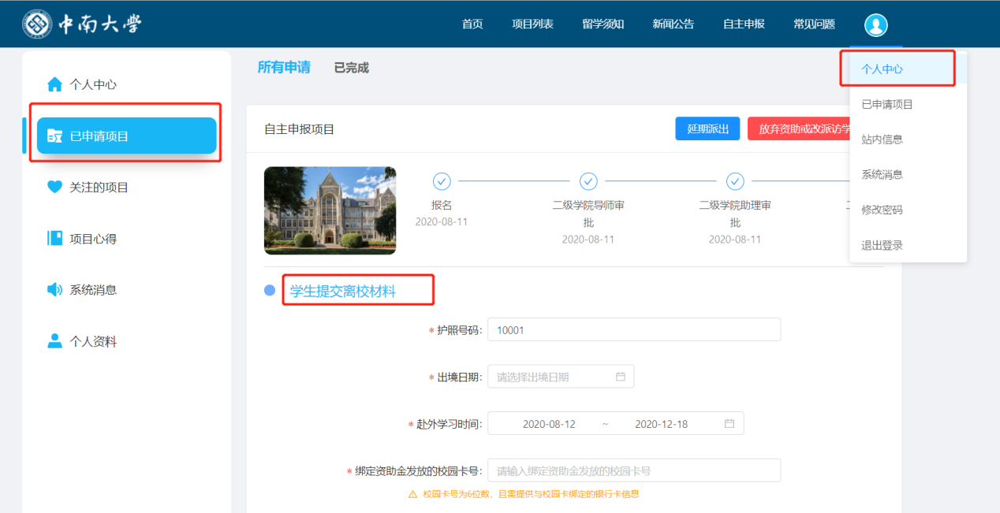 中南大学
首页 项目列表 留学须知 新闻公告 自主申报 常见问题
个人中心
已申请项目
关注的项目
项目心得
系统消息
个人资料
所有申请 已完成
个人中心
已申请项目
站内信息
系统消息
修改密码
退出登录
自主申报项目 延期派出 放弃资助或改派访学
报名
2020-08-11
二级学院导师审
批
2020-08-11
二级学院助理审
批
2020-08-11
学生提交离校材料
* 护照号码: 10001
* 出境日期: 请选择出境日期
* 赴外学习时间: 2020-08-12 ~ 2020-12-18
* 绑定资助金发放的校园卡号: 请输入绑定资助金发放的校园卡号
校园卡号为6位数，且需提供与校园卡绑定的银行卡信息